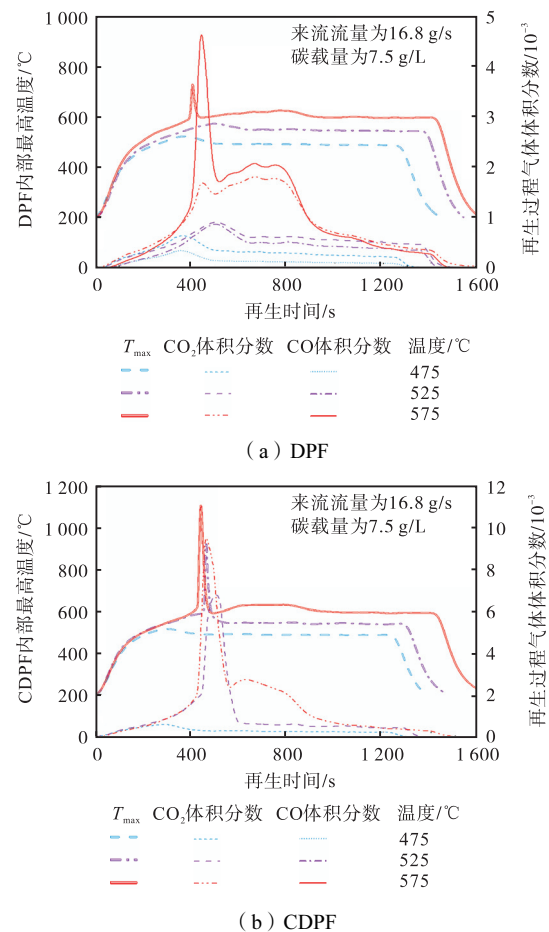 1 000
800
600
400
200
0
DPF内部最高温度/℃
来流流量为16.8 g/s
碳载量为7.5 g/L
5
4
3
2
1
0
再生过程气体体积分数/10⁻³
0 400 800 1 200 1 600
再生时间/s
Tmax CO₂体积分数 CO体积分数 温度/℃
475
525
575
（a）DPF
1 200
1 000
800
600
400
200
0
CDPF内部最高温度/℃
来流流量为16.8 g/s
碳载量为7.5 g/L
12
10
8
6
4
2
0
再生过程气体体积分数/10⁻³
0 400 800 1 200 1 600
再生时间/s
Tmax CO₂体积分数 CO体积分数 温度/℃
475
525
575
（b）CDPF